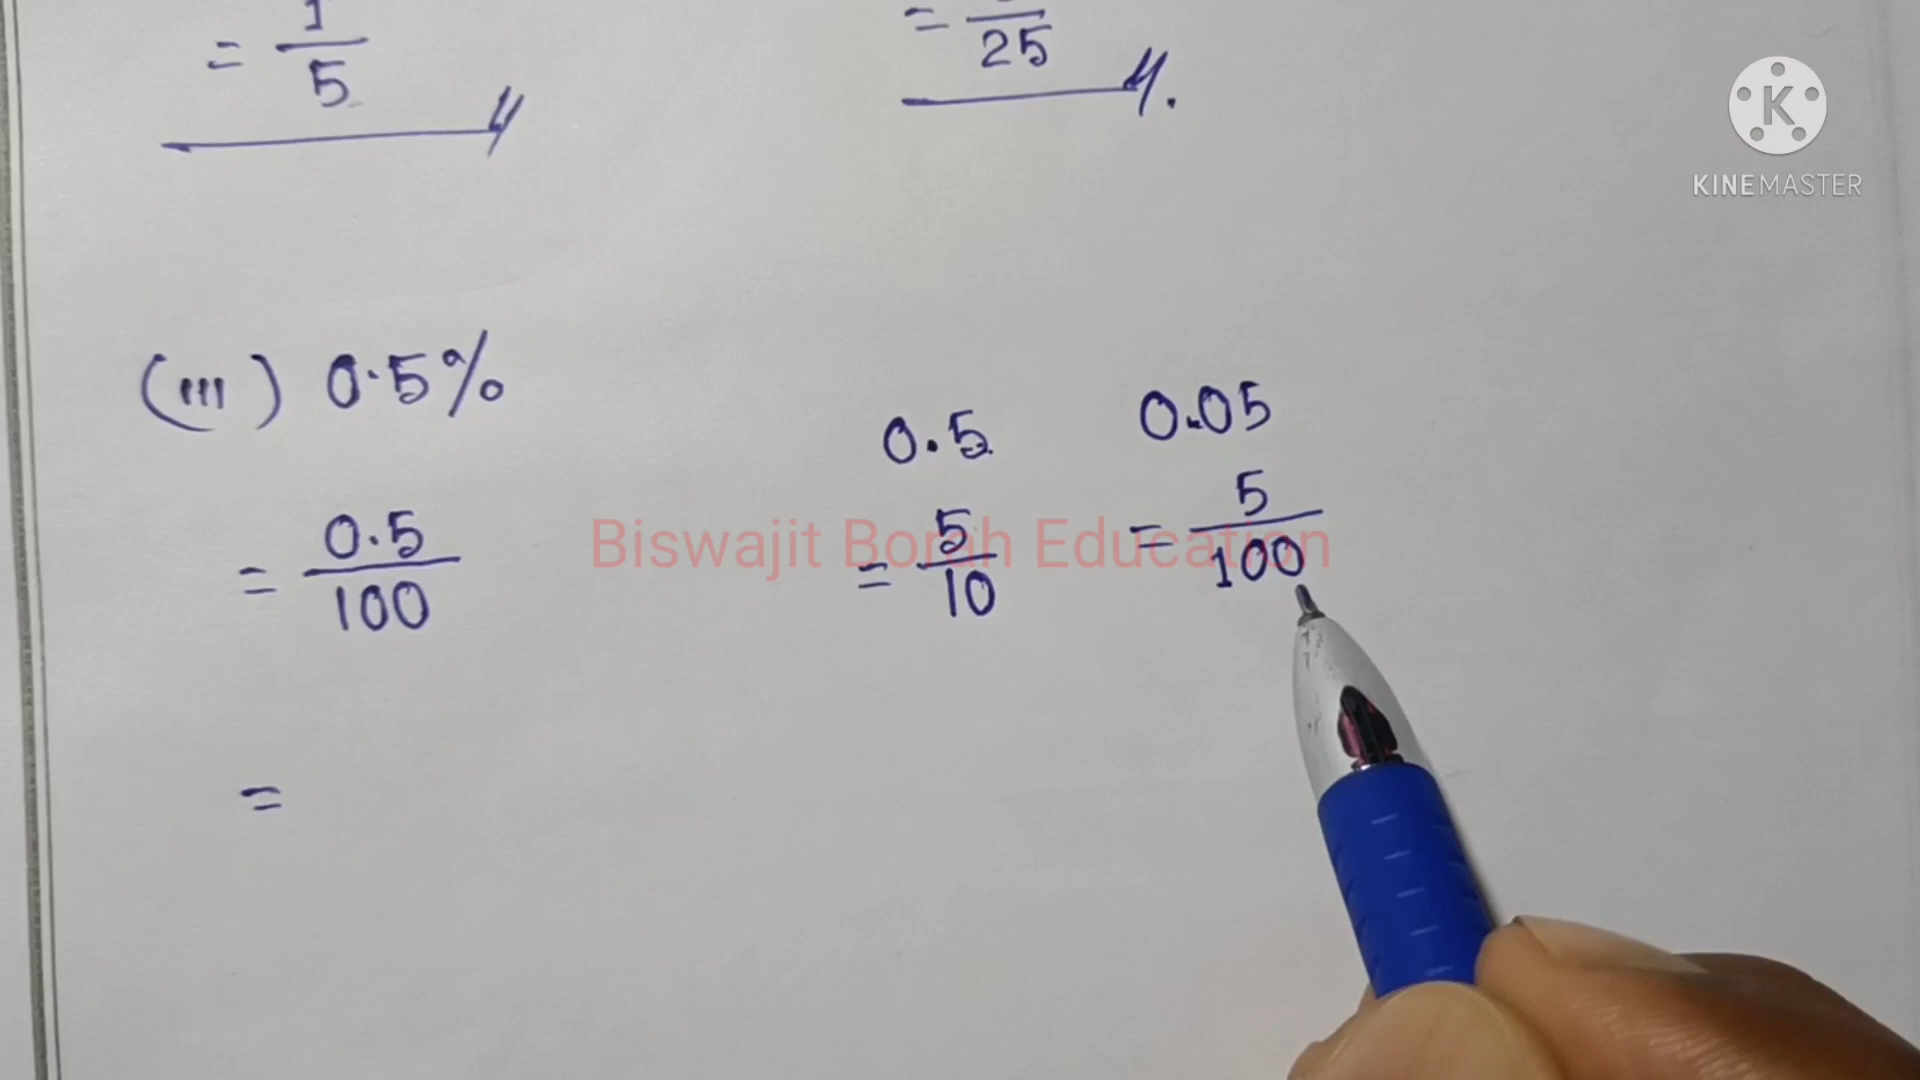 = 1/5
= /25
KINEMASTER
(iii) 0.5%
= 0.5/100
=
0.5
= 5/10
0.05
= 5/100
Biswajit Borah Education